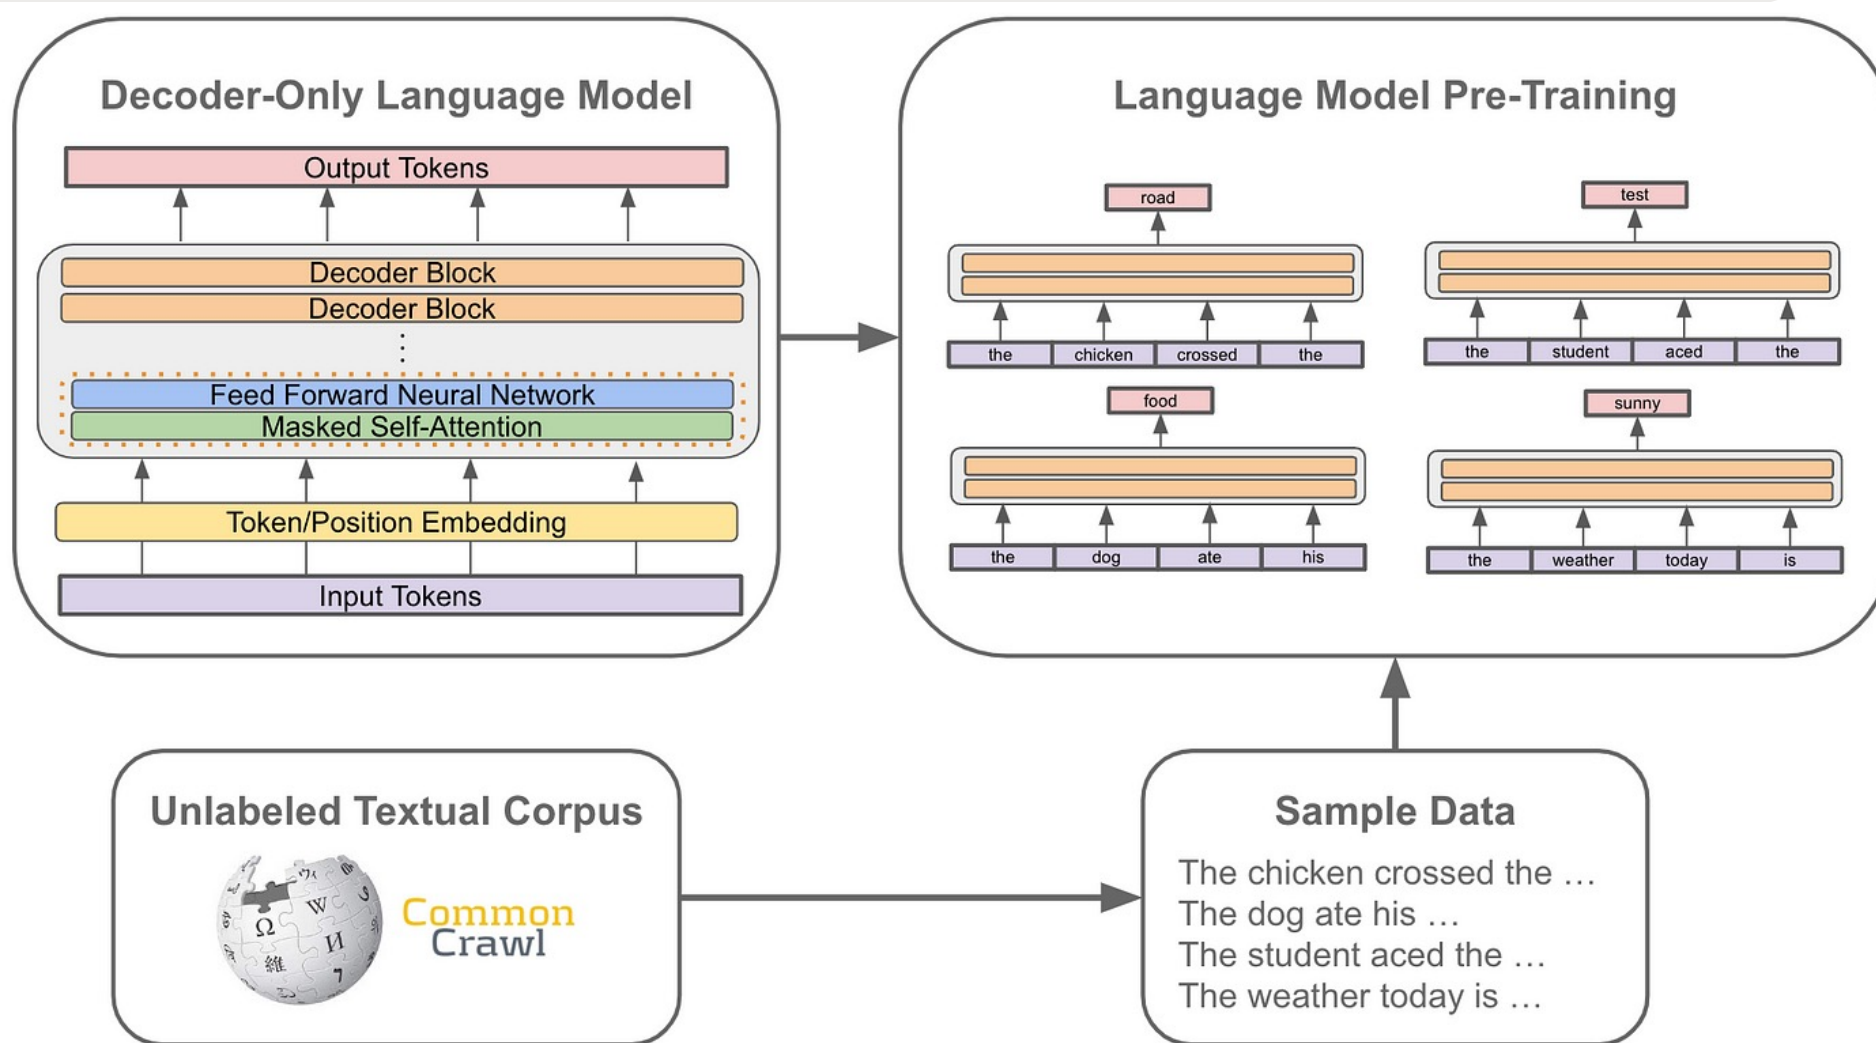 Decoder-Only Language Model
Output Tokens
Decoder Block
Decoder Block
Feed Forward Neural Network
Masked Self-Attention
Token/Position Embedding
Input Tokens
Language Model Pre-Training
road
the chicken crossed the
test
the student aced the
food
the dog ate his
sunny
the weather today is
Unlabeled Textual Corpus
Ω W И 維
Common
Crawl
Sample Data
The chicken crossed the …
The dog ate his …
The student aced the …
The weather today is …